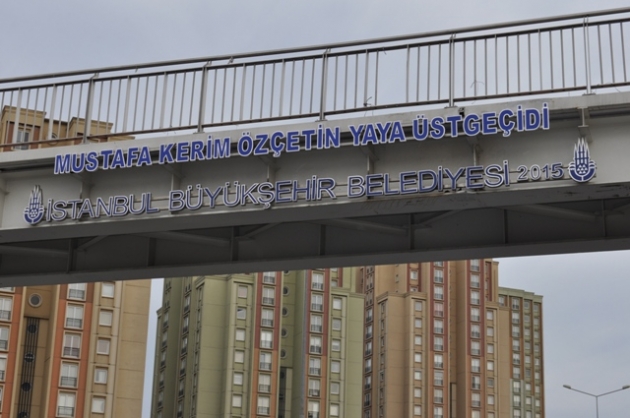 MUSTAFA KERİM ÖZÇETİN YAYA ÜSTGEÇİDİ
İSTANBUL BÜYÜKŞEHİR BELEDİYESİ 2015